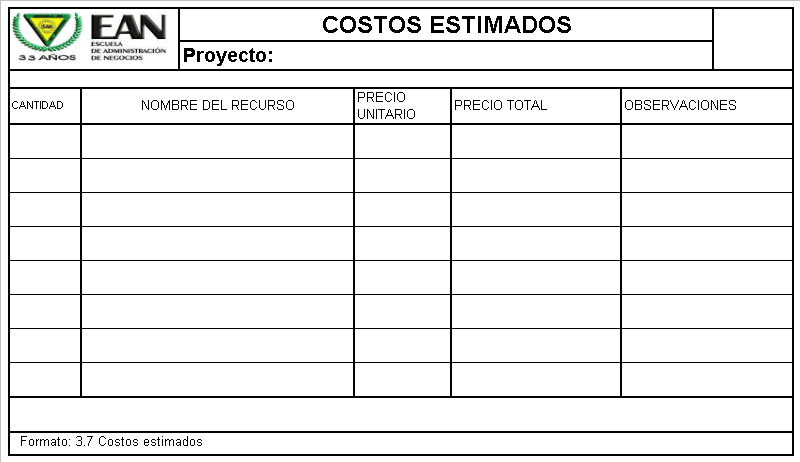 EAN
33 AÑOS
ESCUELA
DE ADMINISTRACIÓN
DE NEGOCIOS
COSTOS ESTIMADOS
Proyecto:
CANTIDAD
NOMBRE DEL RECURSO
PRECIO
UNITARIO
PRECIO TOTAL
OBSERVACIONES
Formato: 3.7 Costos estimados